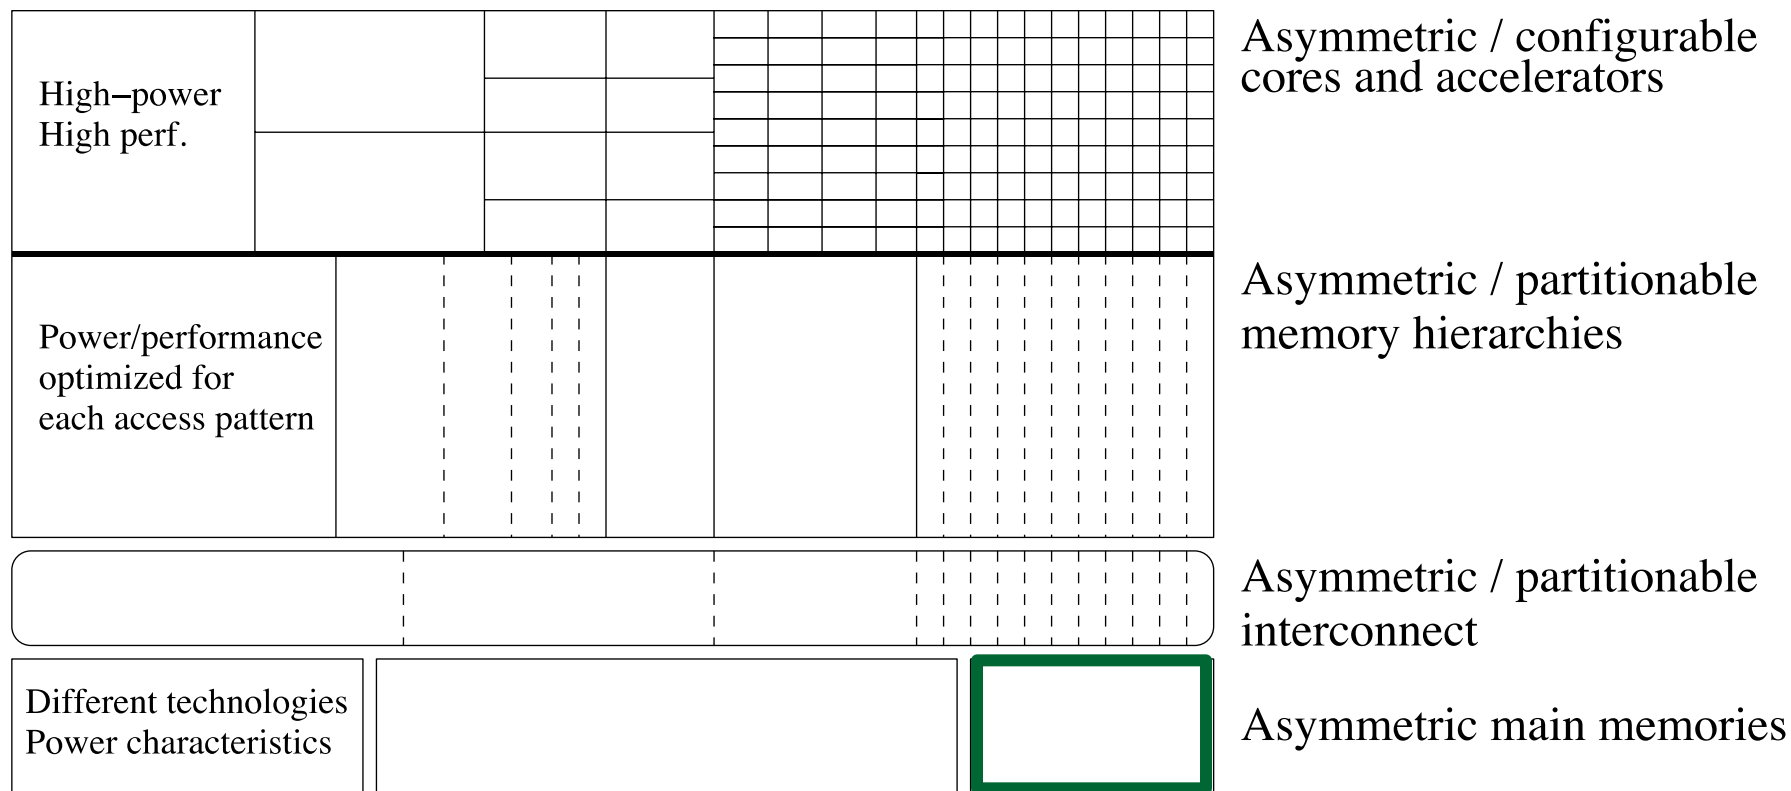 High−power
High perf.
Asymmetric / configurable
cores and accelerators
Power/performance
optimized for
each access pattern
Asymmetric / partitionable
memory hierarchies
Asymmetric / partitionable
interconnect
Different technologies
Power characteristics
Asymmetric main memories